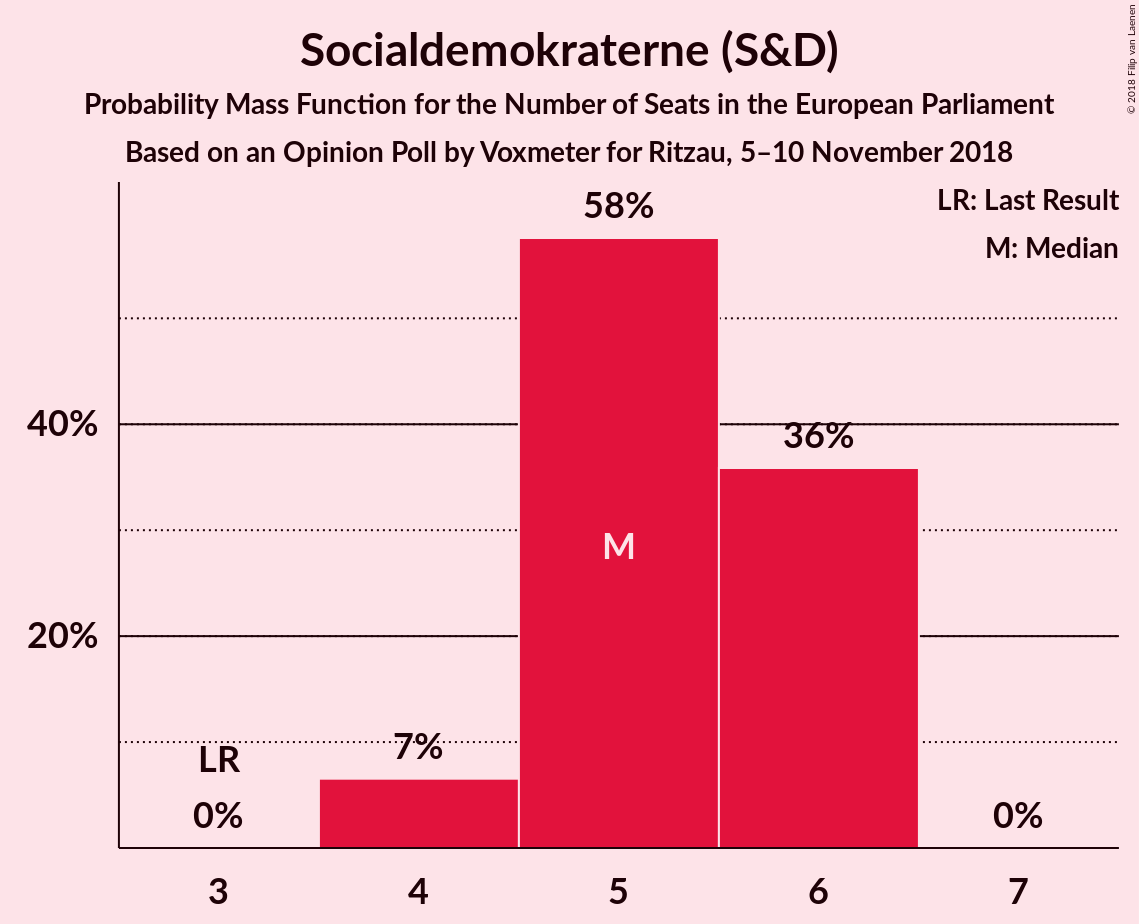 Socialdemokraterne (S&D)
Probability Mass Function for the Number of Seats in the European Parliament
Based on an Opinion Poll by Voxmeter for Ritzau, 5–10 November 2018
© 2018 Filip van Laenen
LR: Last Result
M: Median
58%
40%
36%
M
20%
7%
LR
0%
0%
3
4
5
6
7